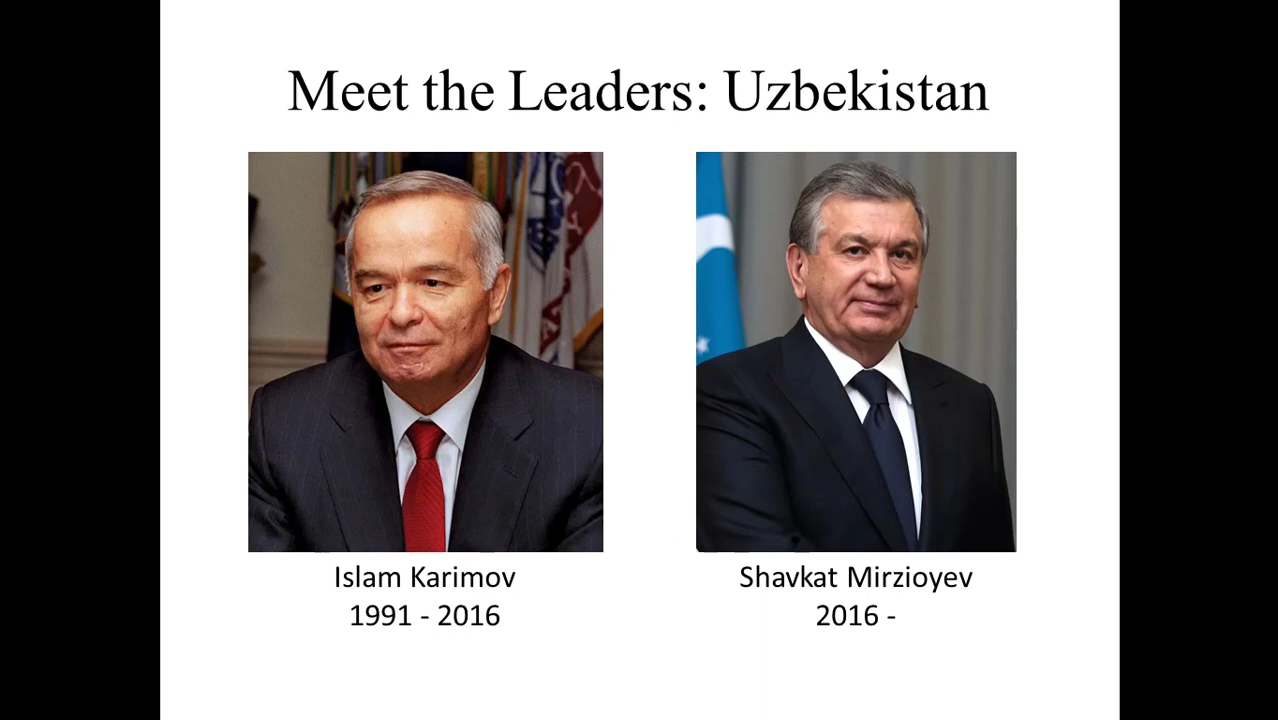 Meet the Leaders: Uzbekistan
Islam Karimov
1991 - 2016
Shavkat Mirzioyev
2016 -